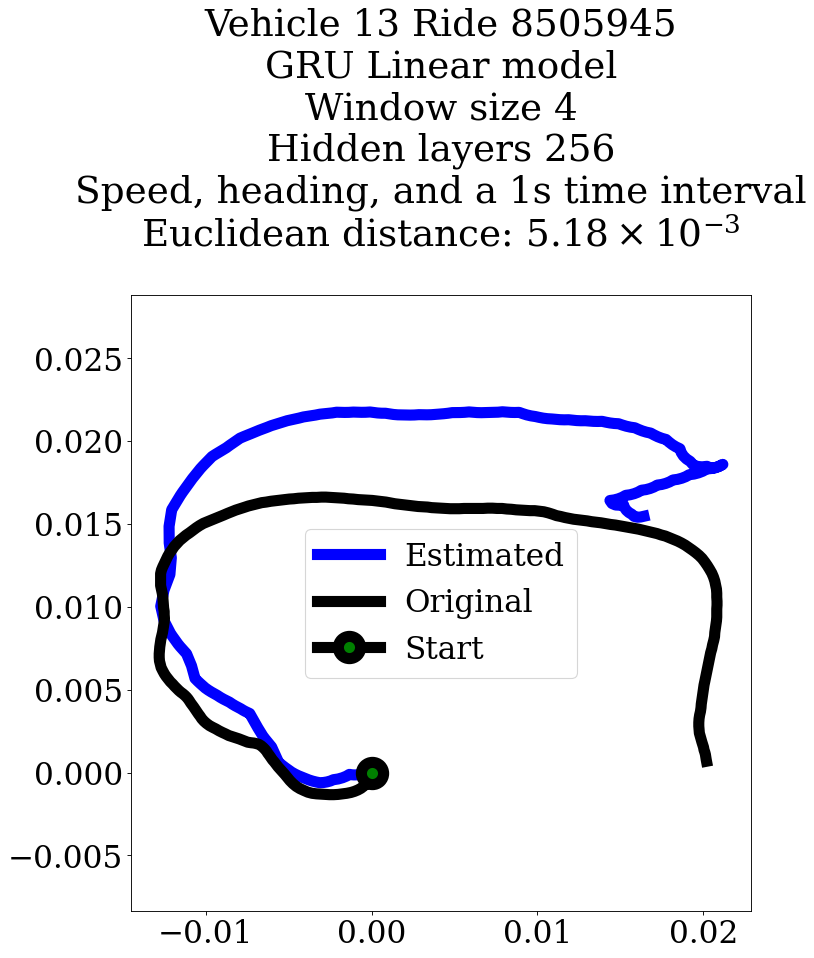 Vehicle 13 Ride 8505945
GRU Linear model
Window size 4
Hidden layers 256
Speed, heading, and a 1s time interval
Euclidean distance: 5.18 × 10⁻³
0.025
0.020
0.015
0.010
0.005
0.000
−0.005
Estimated
Original
Start
−0.01 0.00 0.01 0.02